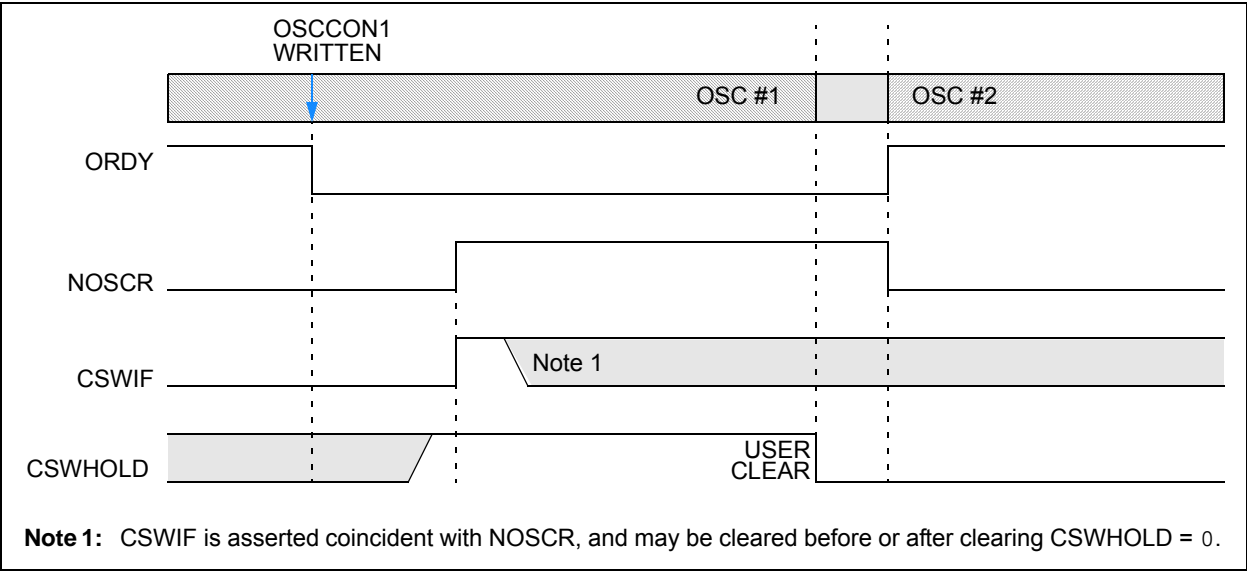 OSCCON1
WRITTEN
OSC #1
OSC #2
ORDY
NOSCR
CSWIF
Note 1
CSWHOLD
USER
CLEAR
Note 1: CSWIF is asserted coincident with NOSCR, and may be cleared before or after clearing CSWHOLD = 0.